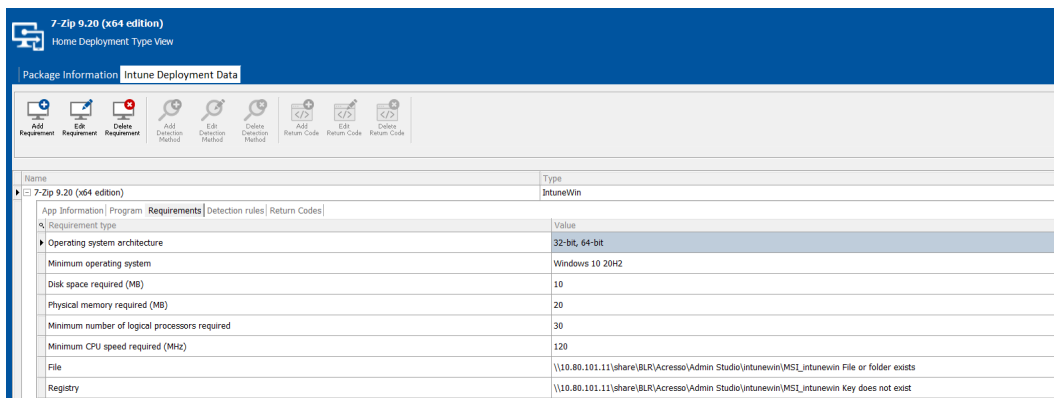 7-Zip 9.20 (x64 edition)
Home Deployment Type View
Package Information Intune Deployment Data
Add Requirement
Edit Requirement
Delete Requirement
Add Detection Method
Edit Detection Method
Delete Detection Method
Add Return Code
Edit Return Code
Delete Return Code
Name Type
7-Zip 9.20 (x64 edition) IntuneWin
App Information Program Requirements Detection rules Return Codes
Requirement type Value
Operating system architecture 32-bit, 64-bit
Minimum operating system Windows 10 20H2
Disk space required (MB) 10
Physical memory required (MB) 20
Minimum number of logical processors required 30
Minimum CPU speed required (MHz) 120
File \\10.80.101.11\share\BLR\Acresso\Admin Studio\intunewin\MSI_intunewin File or folder exists
Registry \\10.80.101.11\share\BLR\Acresso\Admin Studio\intunewin\MSI_intunewin Key does not exist